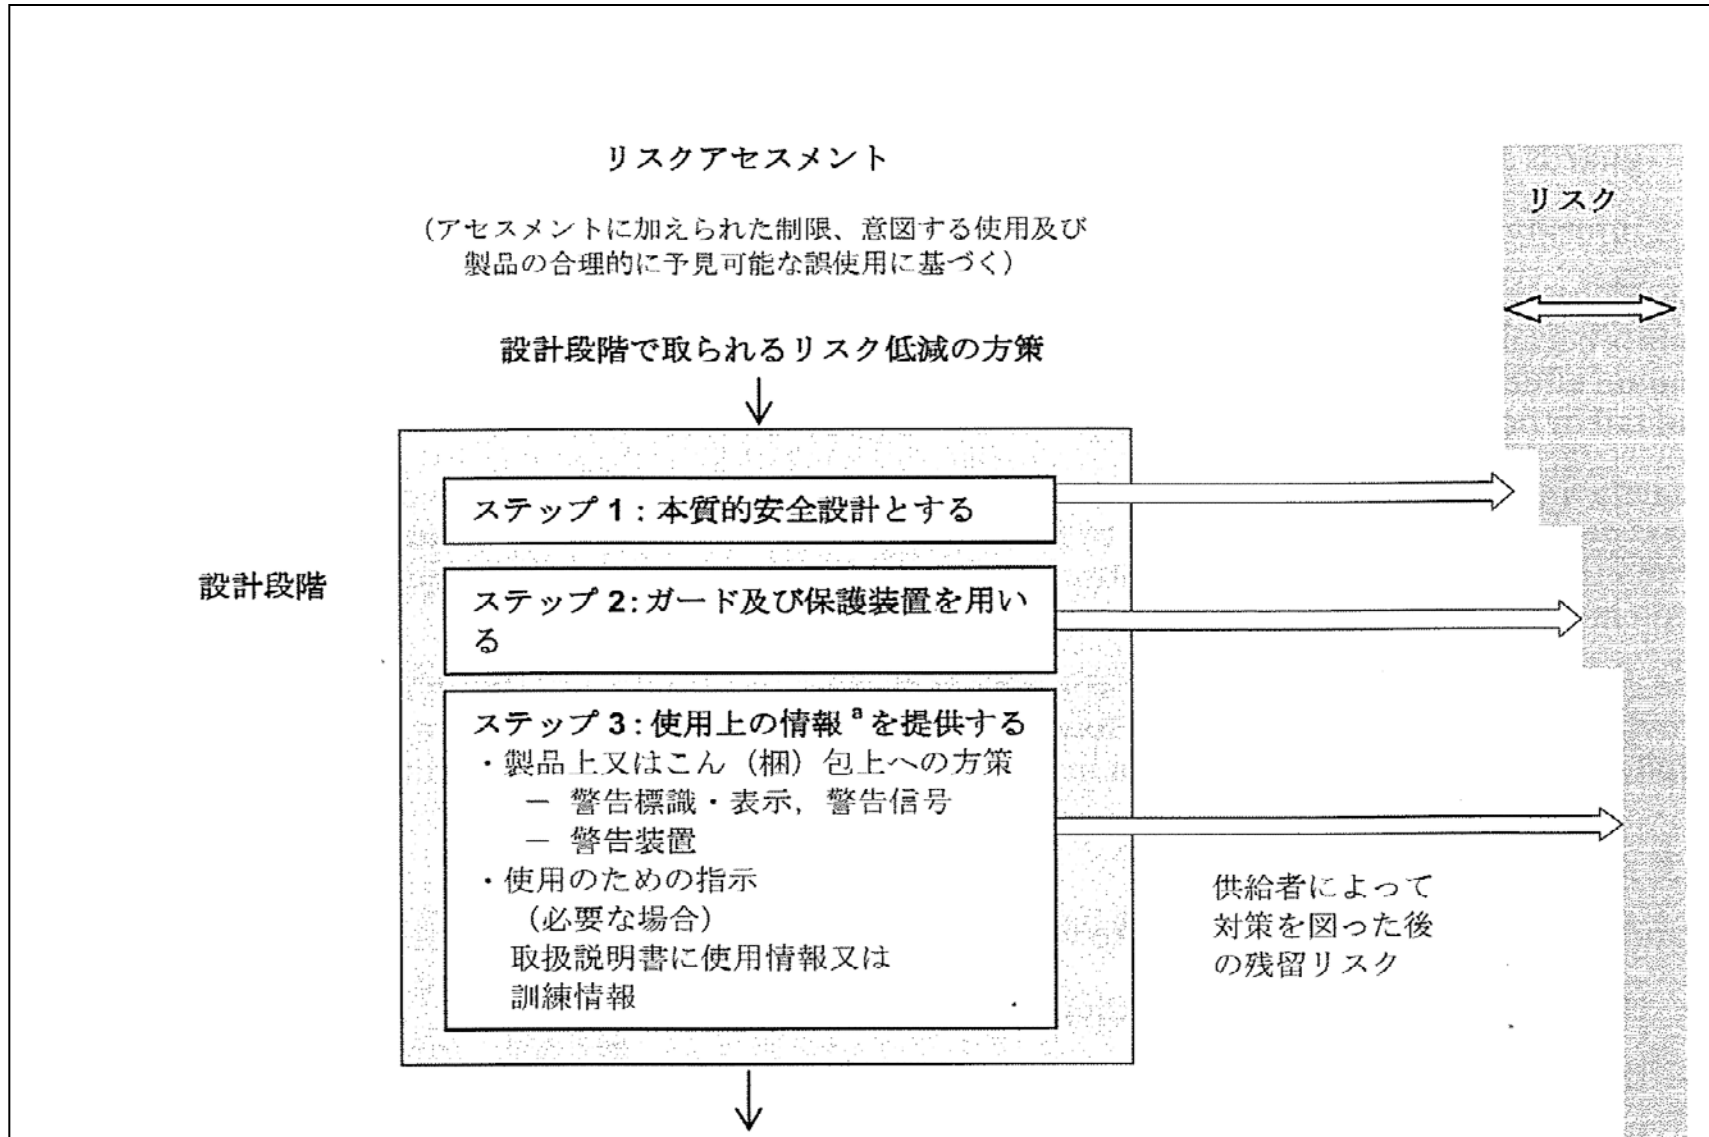 リスクアセスメント
リスク
（アセスメントに加えられた制限、意図する使用及び
製品の合理的に予見可能な誤使用に基づく）
設計段階で取られるリスク低減の方策
ステップ 1：本質的安全設計とする
設計段階
ステップ 2：ガード及び保護装置を用い
る
ステップ 3：使用上の情報 a を提供する
・製品上又はこん（梱）包上への方策
－ 警告標識・表示，警告信号
－ 警告装置
・使用のための指示
（必要な場合）
取扱説明書に使用情報又は
訓練情報
供給者によって
対策を図った後
の残留リスク